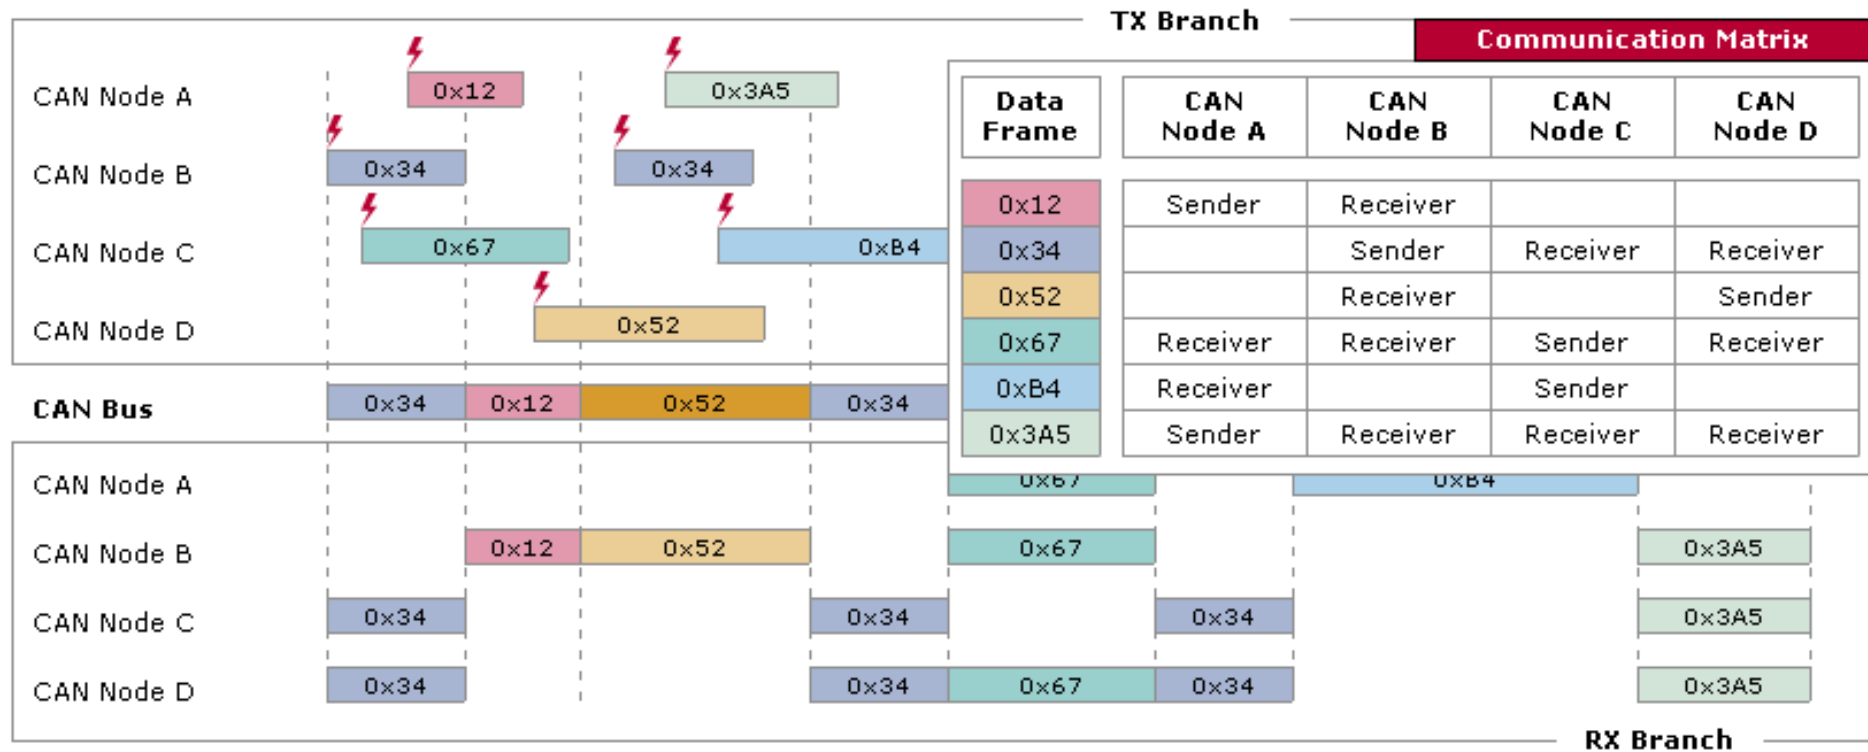 TX Branch
Communication Matrix
CAN Node A 0x12 0x3A5
CAN Node B 0x34 0x34
CAN Node C 0x67 0xB4
CAN Node D 0x52
CAN Bus 0x34 0x12 0x52 0x34
Data Frame CAN Node A CAN Node B CAN Node C CAN Node D
0x12 Sender Receiver
0x34 Sender Receiver Receiver
0x52 Receiver Sender
0x67 Receiver Receiver Sender Receiver
0xB4 Receiver Sender
0x3A5 Sender Receiver Receiver Receiver
CAN Node A 0x67 0xB4
CAN Node B 0x12 0x52 0x67 0x3A5
CAN Node C 0x34 0x34 0x34 0x3A5
CAN Node D 0x34 0x34 0x67 0x34 0x3A5
RX Branch